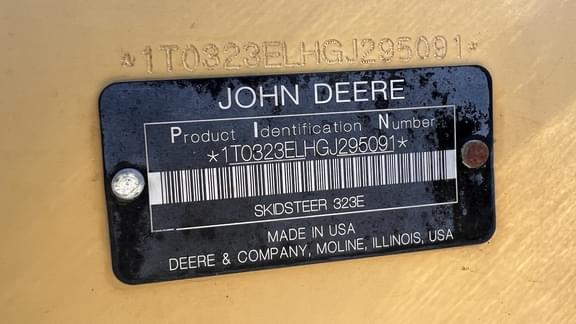 *1T0323ELHGJ295091*
JOHN DEERE
Product Identification Number
*1T0323ELHGJ295091*
SKIDSTEER 323E
MADE IN USA
DEERE & COMPANY, MOLINE, ILLINOIS, USA